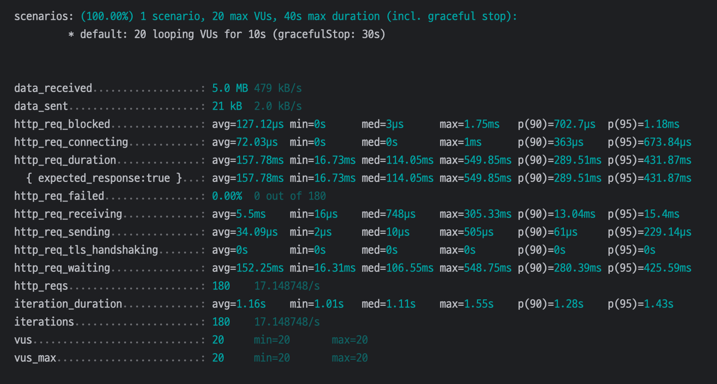 scenarios: (100.00%) 1 scenario, 20 max VUs, 40s max duration (incl. graceful stop):
* default: 20 looping VUs for 10s (gracefulStop: 30s)
data_received..................: 5.0 MB 479 kB/s
data_sent......................: 21 kB 2.0 kB/s
http_req_blocked...............: avg=127.12µs min=0s med=3µs max=1.75ms p(90)=702.7µs p(95)=1.18ms
http_req_connecting............: avg=72.03µs min=0s med=0s max=1ms p(90)=363µs p(95)=673.84µs
http_req_duration..............: avg=157.78ms min=16.73ms med=114.05ms max=549.85ms p(90)=289.51ms p(95)=431.87ms
{ expected_response:true }...: avg=157.78ms min=16.73ms med=114.05ms max=549.85ms p(90)=289.51ms p(95)=431.87ms
http_req_failed................: 0.00% 0 out of 180
http_req_receiving.............: avg=5.5ms min=16µs med=748µs max=305.33ms p(90)=13.04ms p(95)=15.4ms
http_req_sending...............: avg=34.09µs min=2µs med=10µs max=505µs p(90)=61µs p(95)=229.14µs
http_req_tls_handshaking.......: avg=0s min=0s med=0s max=0s p(90)=0s p(95)=0s
http_req_waiting...............: avg=152.25ms min=16.31ms med=106.55ms max=548.75ms p(90)=280.39ms p(95)=425.59ms
http_reqs......................: 180 17.148748/s
iteration_duration.............: avg=1.16s min=1.01s med=1.11s max=1.55s p(90)=1.28s p(95)=1.43s
iterations.....................: 180 17.148748/s
vus............................: 20 min=20 max=20
vus_max........................: 20 min=20 max=20